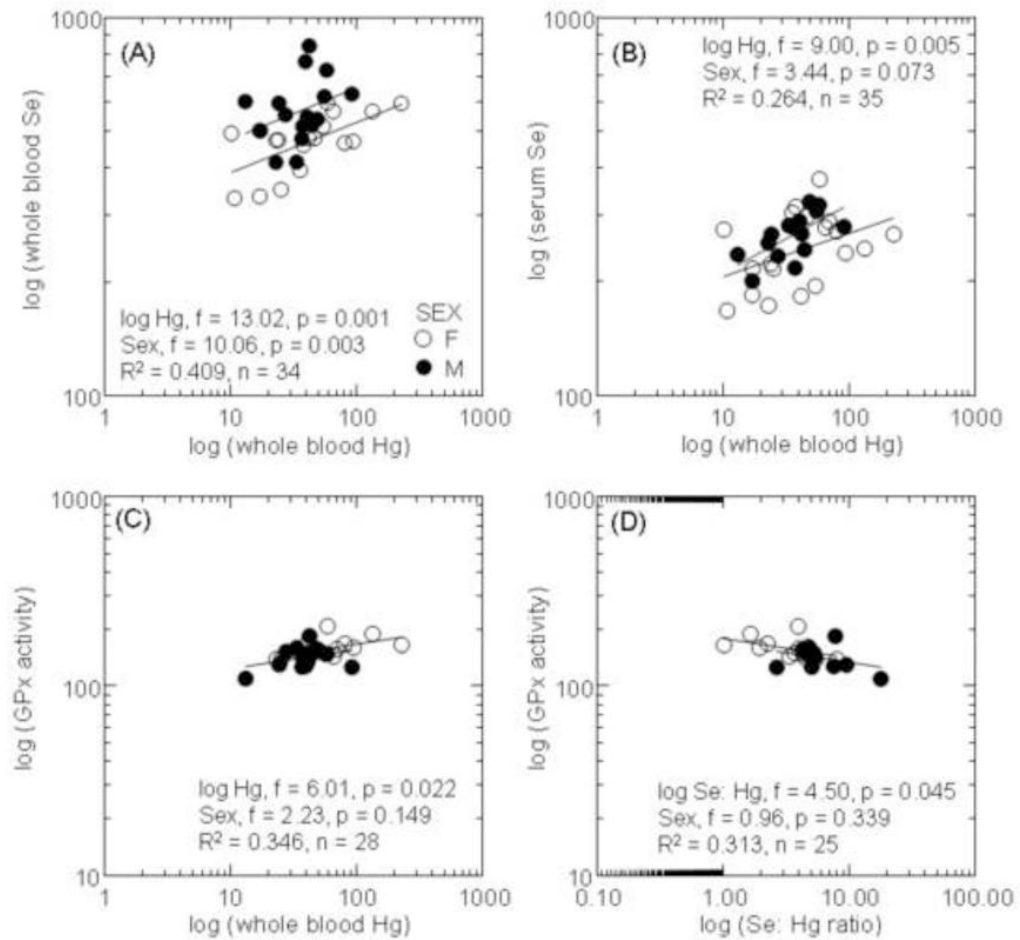 (A)
1000
100
log (whole blood Se)
log Hg, f = 13.02, p = 0.001
Sex, f = 10.06, p = 0.003
R² = 0.409, n = 34
SEX
F
M
1 10 100 1000
log (whole blood Hg)
(B)
1000
100
log (serum Se)
log Hg, f = 9.00, p = 0.005
Sex, f = 3.44, p = 0.073
R² = 0.264, n = 35
1 10 100 1000
log (whole blood Hg)
(C)
1000
100
10
log (GPx activity)
log Hg, f = 6.01, p = 0.022
Sex, f = 2.23, p = 0.149
R² = 0.346, n = 28
1 10 100 1000
log (whole blood Hg)
(D)
1000
100
10
log (GPx activity)
log Se: Hg, f = 4.50, p = 0.045
Sex, f = 0.96, p = 0.339
R² = 0.313, n = 25
0.10 1.00 10.00 100.00
log (Se: Hg ratio)